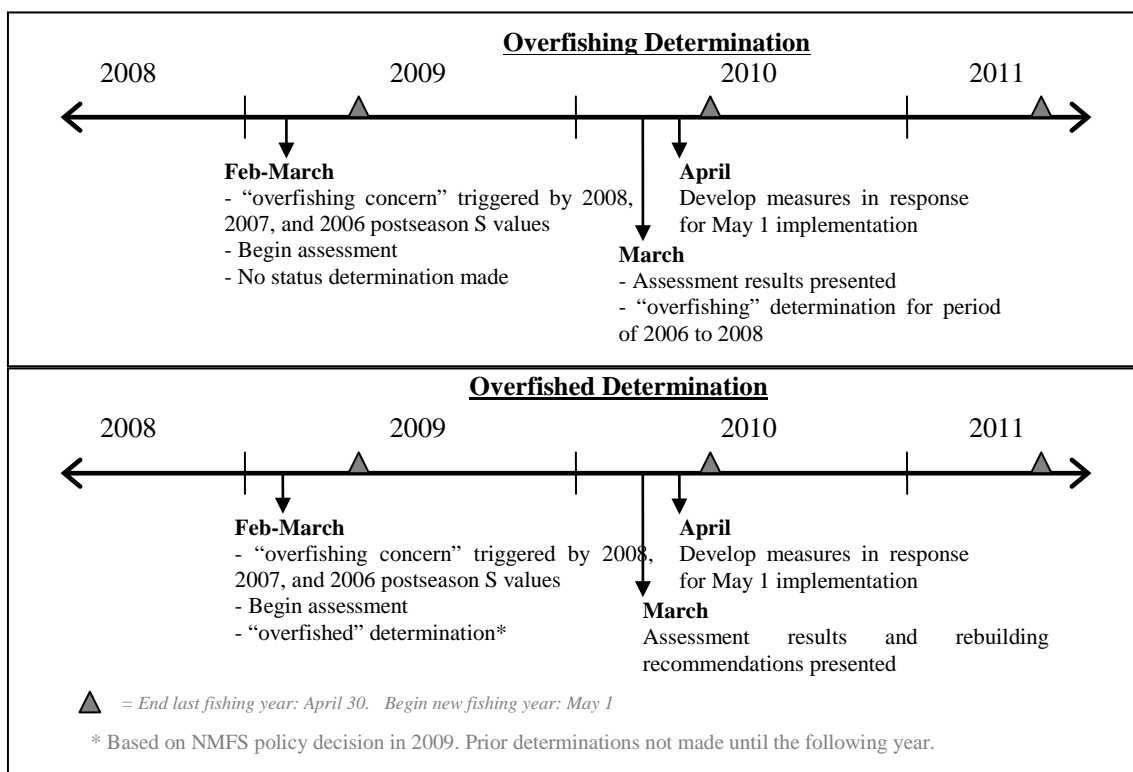 Overfishing Determination
2008 2009 2010 2011
Feb-March
- “overfishing concern” triggered by 2008,
2007, and 2006 postseason S values
- Begin assessment
- No status determination made
April
Develop measures in response
for May 1 implementation
March
- Assessment results presented
- “overfishing” determination for period
of 2006 to 2008
Overfished Determination
2008 2009 2010 2011
Feb-March
- “overfishing concern” triggered by 2008,
2007, and 2006 postseason S values
- Begin assessment
- “overfished” determination*
April
Develop measures in response
for May 1 implementation
March
Assessment results and rebuilding
recommendations presented
= End last fishing year: April 30. Begin new fishing year: May 1
* Based on NMFS policy decision in 2009. Prior determinations not made until the following year.